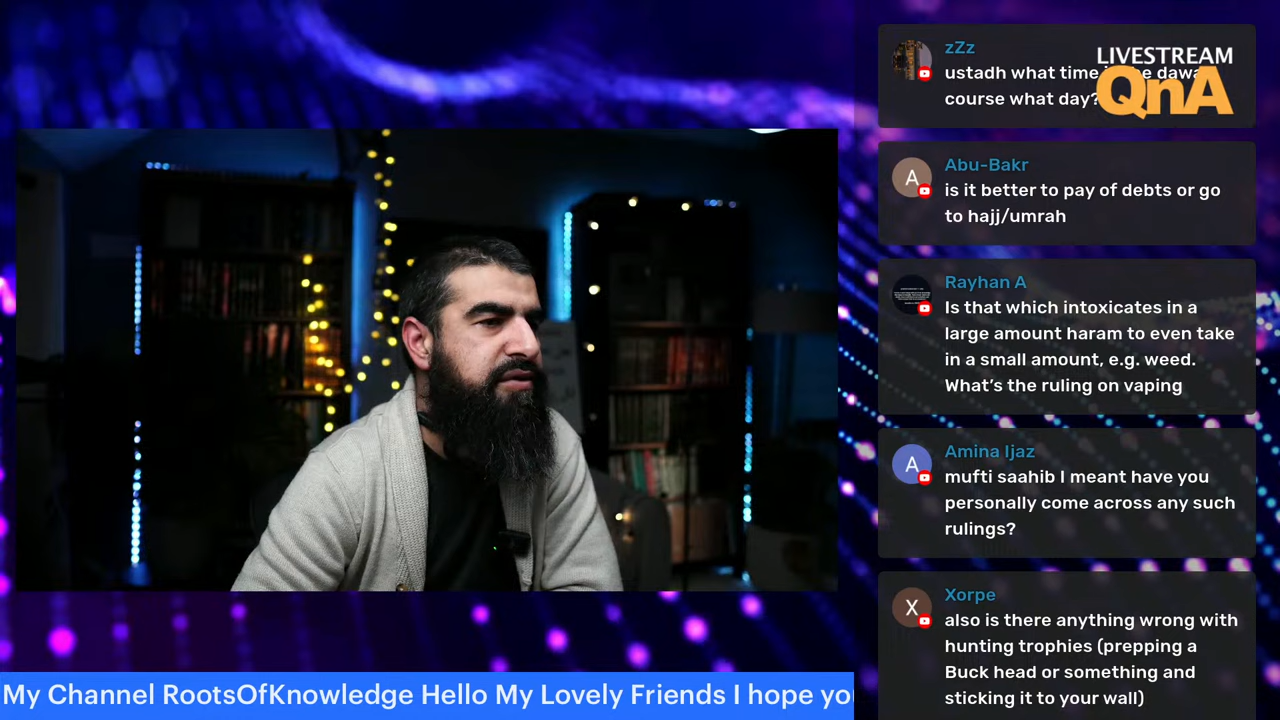 zZz
ustadh what time
course what day?
LIVESTREAM
QnA
A
Abu-Bakr
is it better to pay of debts or go
to hajj/umrah
Rayhan A
Is that which intoxicates in a
large amount haram to even take
in a small amount, e.g. weed.
What's the ruling on vaping
A
Amina Ijaz
mufti saahib I meant have you
personally come across any such
rulings?
X
Xorpe
also is there anything wrong with
hunting trophies (prepping a
Buck head or something and
sticking it to your wall)
My Channel RootsOfKnowledge Hello My Lovely Friends I hope